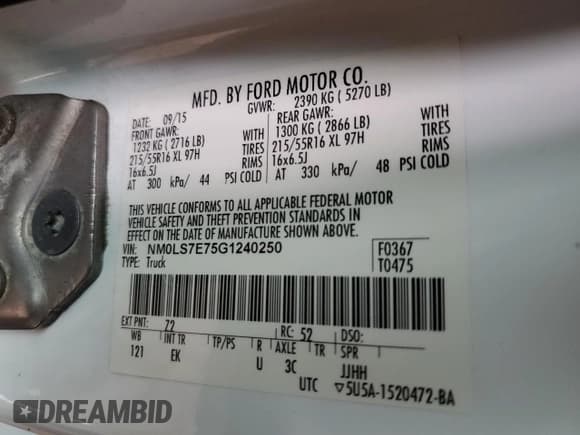 MFD. BY FORD MOTOR CO.
DATE: 09/15 GVWR: 2390 KG ( 5270 LB)
FRONT GAWR: REAR GAWR:
1232 KG ( 2716 LB) WITH 1300 KG ( 2866 LB) WITH
215/55R16 XL 97H TIRES 215/55R16 XL 97H TIRES
16x6.5J RIMS 16x6.5J RIMS
AT 300 kPa/ 44 PSI COLD AT 330 kPa/ 48 PSI COLD
THIS VEHICLE CONFORMS TO ALL APPLICABLE FEDERAL MOTOR
VEHICLE SAFETY AND THEFT PREVENTION STANDARDS IN
EFFECT ON THE DATE OF MANUFACTURE SHOWN ABOVE.
VIN: NM0LS7E75G1240250 F0367
TYPE: Truck T0475
EXT PNT: 72 RC: 52 DSO:
WB INT TR TP/PS R AXLE TR SPR
121 EK U 3C JJHH
UTC ▽5U5A-1520472-BA
DREAMBID